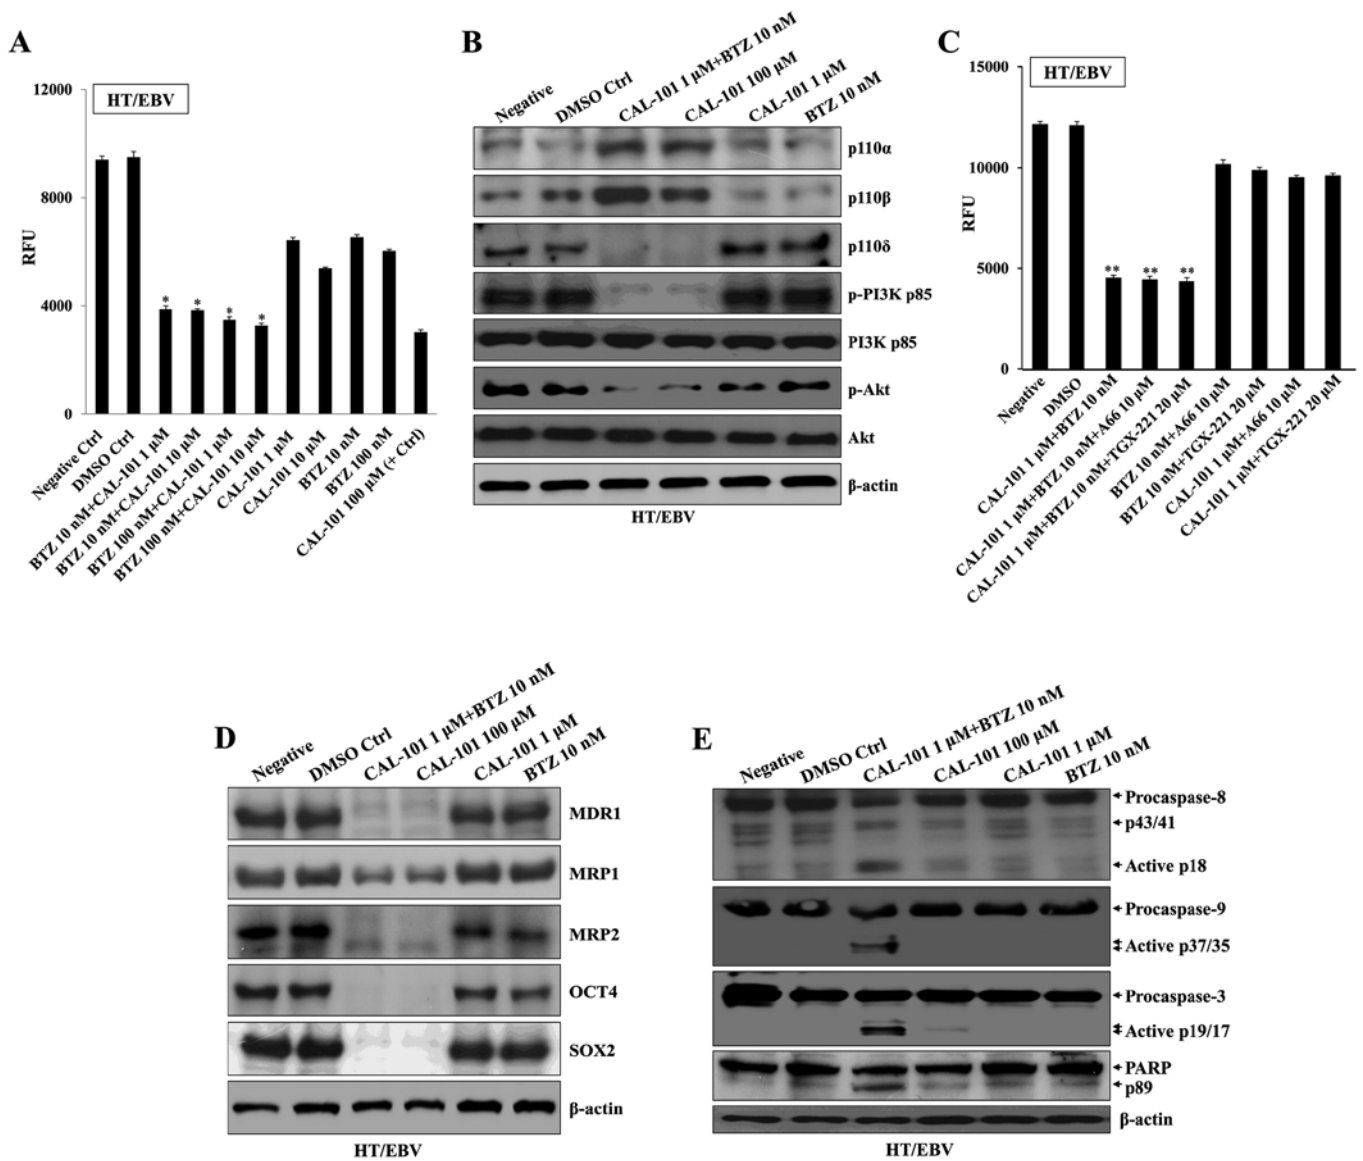 A
HT/EBV
12000
8000
4000
0
RFU
Negative Ctrl
DMSO Ctrl
BTZ 10 nM+CAL-101 1 μM
BTZ 10 nM+CAL-101 10 μM
BTZ 100 nM+CAL-101 1 μM
BTZ 100 nM+CAL-101 10 μM
CAL-101 1 μM
CAL-101 10 μM
BTZ 10 nM
BTZ 100 nM
CAL-101 100 μM (+ Ctrl)
*
*
*
*
B
Negative
DMSO Ctrl
CAL-101 1 μM+BTZ 10 nM
CAL-101 100 μM
CAL-101 1 μM
BTZ 10 nM
p110α
p110β
p110δ
p-PI3K p85
PI3K p85
p-Akt
Akt
β-actin
HT/EBV
C
HT/EBV
15000
10000
5000
0
RFU
**
**
**
Negative
DMSO
CAL-101 1 μM+BTZ 10 nM
CAL-101 1 μM+BTZ 10 nM+A66 10 μM
CAL-101 1 μM+BTZ 10 nM+TGX-221 20 μM
BTZ 10 nM+A66 10 μM
BTZ 10 nM+TGX-221 20 μM
CAL-101 1 μM+A66 10 μM
CAL-101 1 μM+TGX-221 20 μM
D
Negative
DMSO Ctrl
CAL-101 1 μM+BTZ 10 nM
CAL-101 100 μM
CAL-101 1 μM
BTZ 10 nM
MDR1
MRP1
MRP2
OCT4
SOX2
β-actin
HT/EBV
E
Negative
DMSO Ctrl
CAL-101 1 μM+BTZ 10 nM
CAL-101 100 μM
CAL-101 1 μM
BTZ 10 nM
Procaspase-8
p43/41
Active p18
Procaspase-9
Active p37/35
Procaspase-3
Active p19/17
PARP
p89
β-actin
HT/EBV